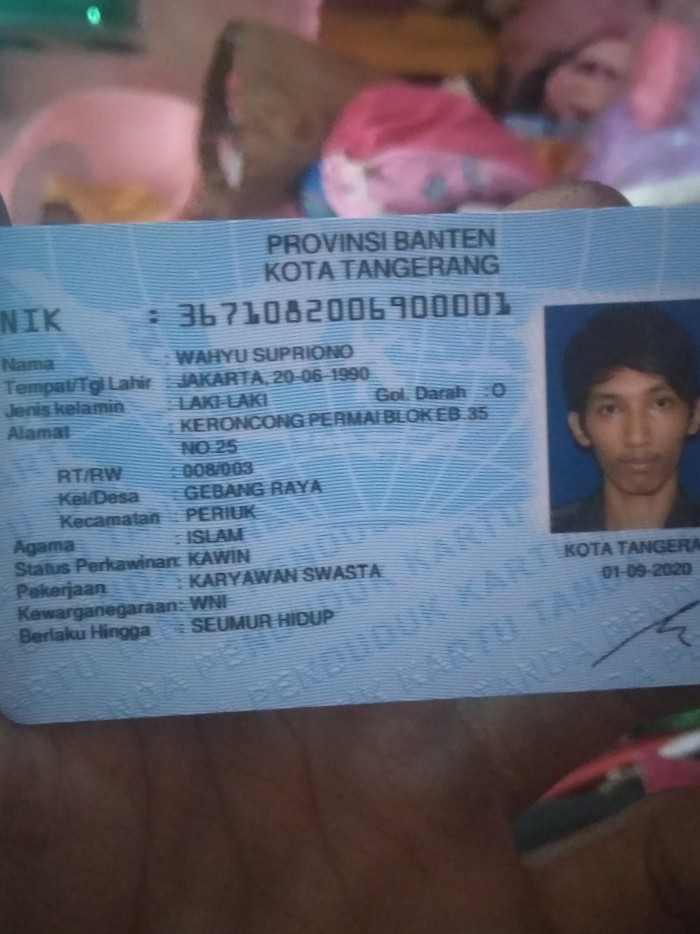 PROVINSI BANTEN
KOTA TANGERANG
NIK : 3671082006900001
Nama : WAHYU SUPRIONO
Tempat/Tgl Lahir : JAKARTA, 20-06-1990
Jenis kelamin : LAKI-LAKI Gol. Darah : O
Alamat : KERONCONG PERMAI BLOK EB 35
NO.25
RT/RW : 008/003
Kel/Desa : GEBANG RAYA
Kecamatan : PERIUK
Agama : ISLAM
Status Perkawinan: KAWIN
Pekerjaan : KARYAWAN SWASTA
Kewarganegaraan: WNI
Berlaku Hingga : SEUMUR HIDUP
KOTA TANGERA
01-09-2020